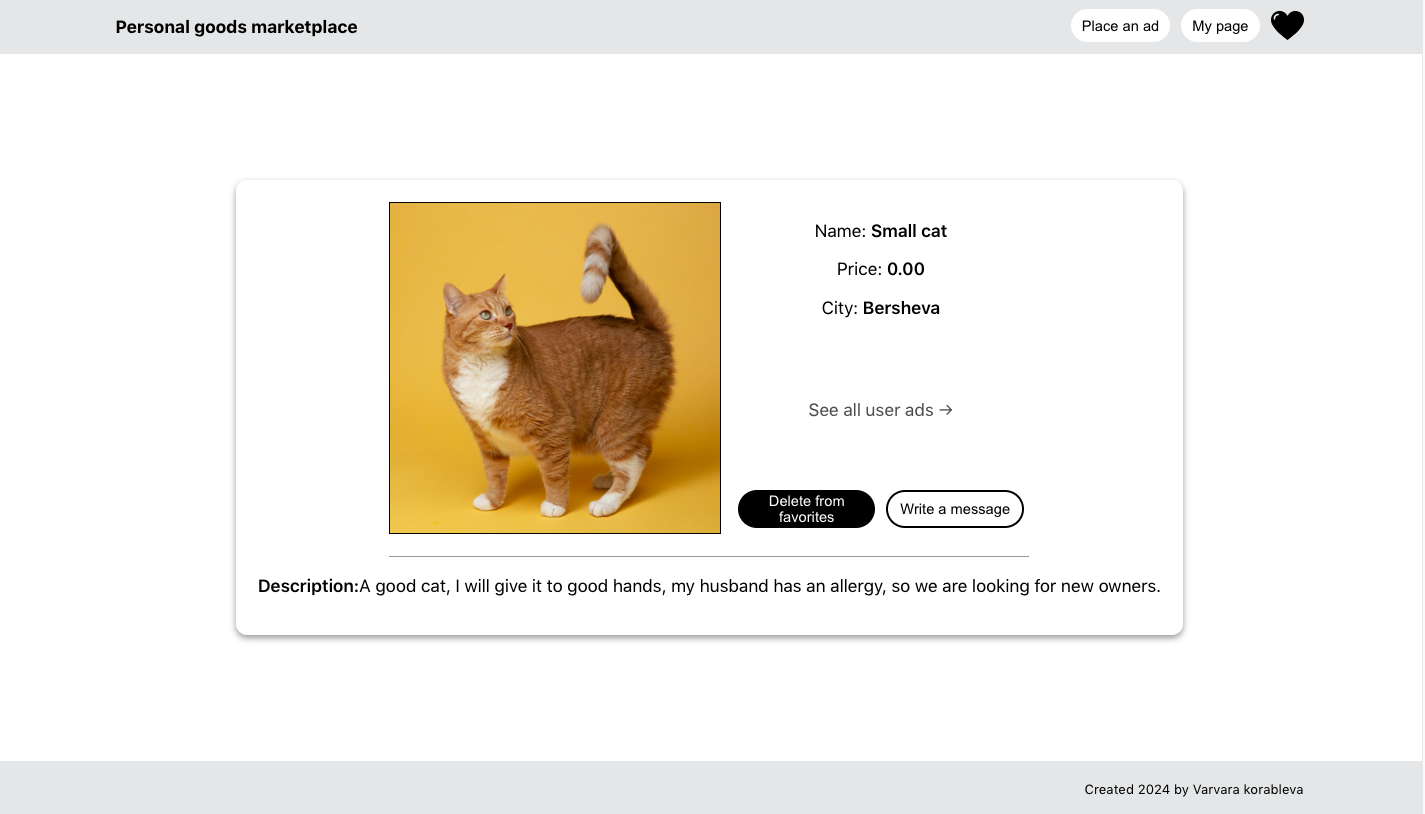 Personal goods marketplace
Place an ad
My page
Name: Small cat
Price: 0.00
City: Bersheva
See all user ads →
Delete from
favorites
Write a message
Description:A good cat, I will give it to good hands, my husband has an allergy, so we are looking for new owners.
Created 2024 by Varvara korableva